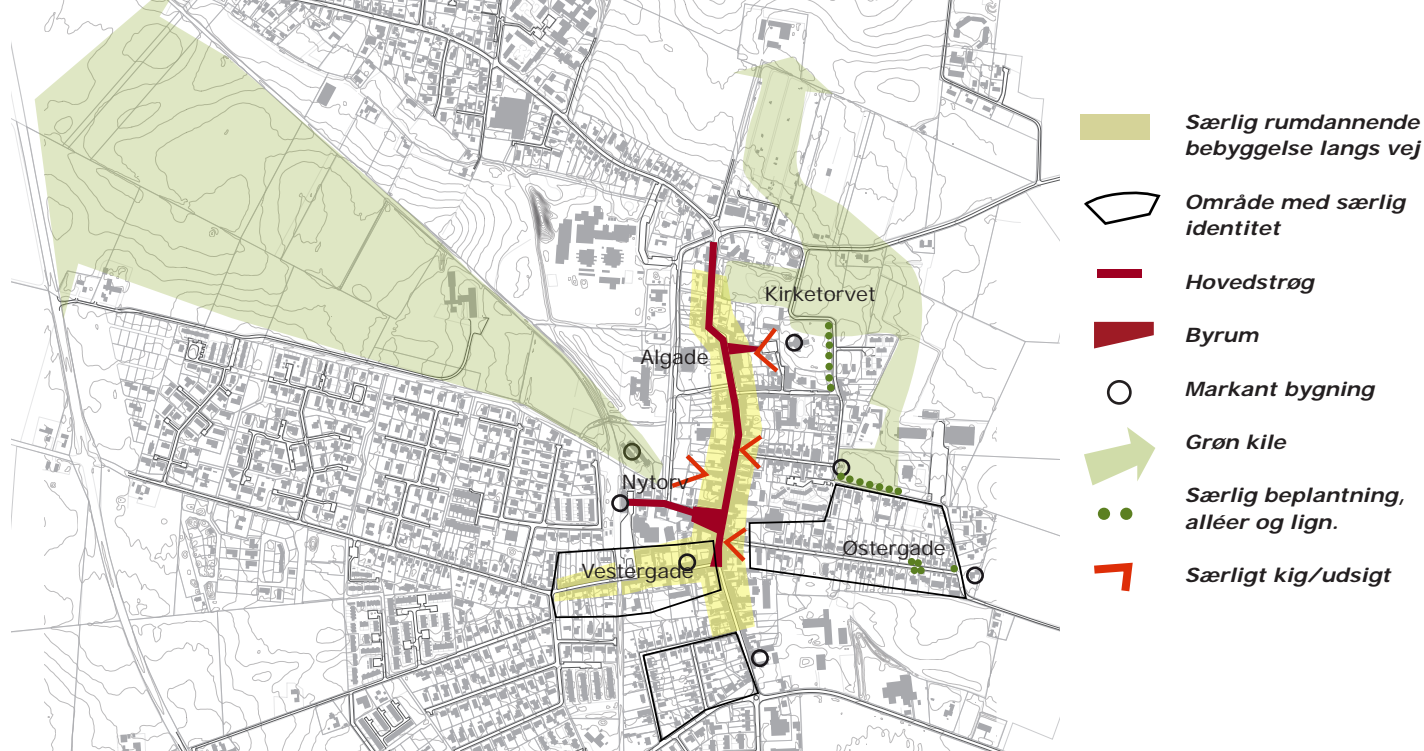 Kirketorvet
Algade
Nytorv
Østergade
Vestergade
Særlig rumdannende
bebyggelse langs vej
Område med særlig
identitet
Hovedstrøg
Byrum
Markant bygning
Grøn kile
Særlig beplantning,
alléer og lign.
Særligt kig/udsigt